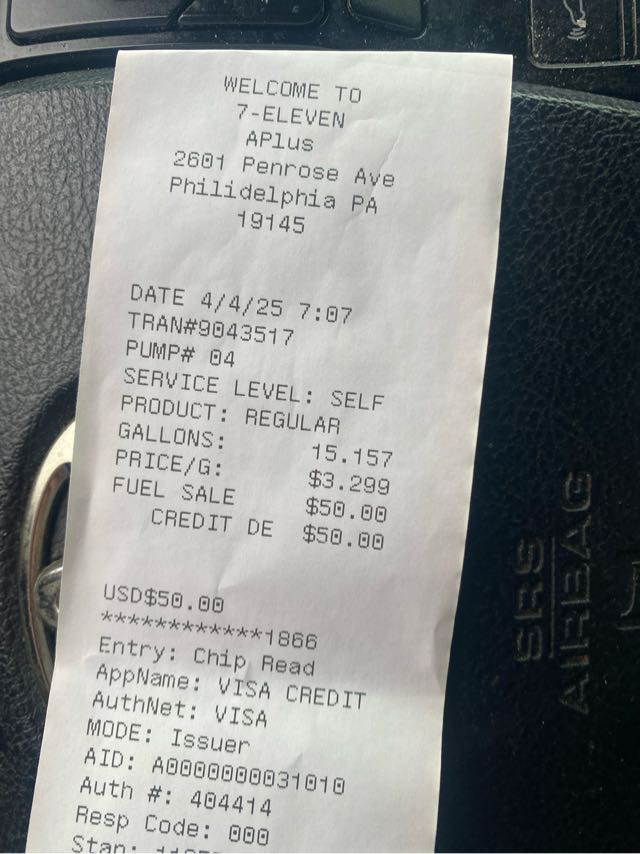 WELCOME TO
7-ELEVEN
APlus
2601 Penrose Ave
Philidelphia PA
19145
DATE 4/4/25 7:07
TRAN#9043517
PUMP# 04
SERVICE LEVEL: SELF
PRODUCT: REGULAR
GALLONS: 15.157
PRICE/G: $3.299
FUEL SALE $50.00
CREDIT DE $50.00
USD$50.00
************1866
Entry: Chip Read
AppName: VISA CREDIT
AuthNet: VISA
MODE: Issuer
AID: A0000000031010
Auth #: 404414
Resp Code: 000
Stan:
SRS
AIRBAG